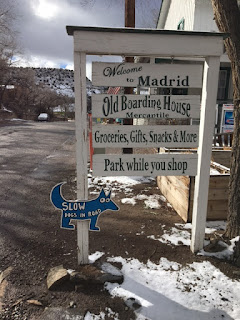 Welcome to Madrid
Old Boarding House
Mercantile
Groceries, Gifts, Snacks & More
Park while you shop
SLOW
DOGS IN ROAD